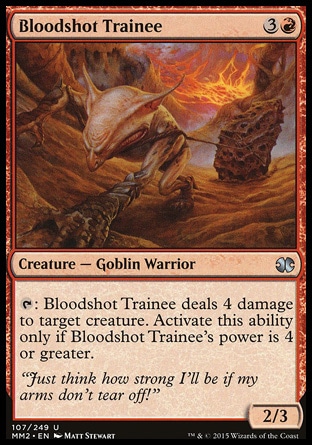 Bloodshot Trainee 3
Creature — Goblin Warrior
: Bloodshot Trainee deals 4 damage
to target creature. Activate this ability
only if Bloodshot Trainee's power is 4
or greater.
“Just think how strong I'll be if my
arms don't tear off!”
2/3
107/249 U
MM2 • EN Matt Stewart
™ & © 2015 Wizards of the Coast